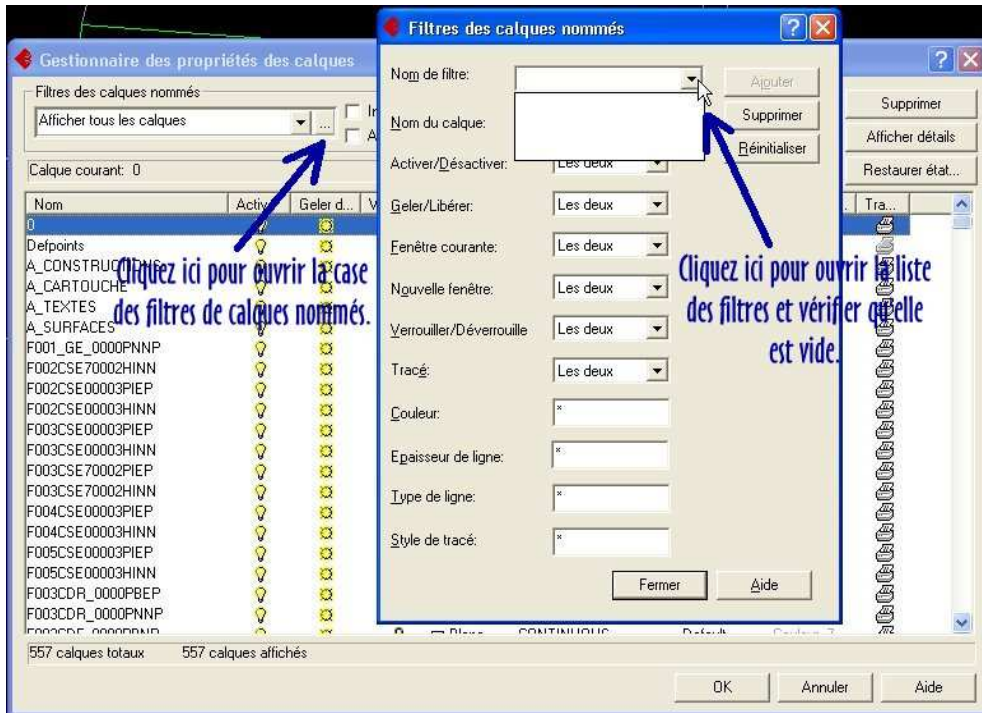 Gestionnaire des propriétés des calques
Filtres des calques nommés
Afficher tous les calques
...
In
A
Supprimer
Afficher détails
Restaurer état...
Calque courant: 0
Nom Activ Geler d... V Tra...
0
Defpoints
A_CONSTRUCTIONS
A_CARTOUCHE
A_TEXTES
A_SURFACES
F001_GE_0000PNNP
F002CSE70002HINN
F002CSE00003PIEP
F002CSE00003HINN
F003CSE00003PIEP
F003CSE00003HINN
F003CSE70002PIEP
F003CSE70002HINN
F004CSE00003PIEP
F004CSE00003HINN
F005CSE00003PIEP
F005CSE00003HINN
F003CDR_0000PBEP
F003CDR_0000PNNP
Blanc CONTINUOUS Default Couleur_7
557 calques totaux 557 calques affichés
OK Annuler Aide
Cliquez ici pour ouvrir la case
des filtres de calques nommés.
Filtres des calques nommés
Nom de filtre:
Ajouter
Nom du calque:
Supprimer
Réinitialiser
Activer/Désactiver: Les deux
Geler/Libérer: Les deux
Fenêtre courante: Les deux
Nouvelle fenêtre: Les deux
Verrouiller/Déverrouille Les deux
Tracé: Les deux
Couleur: *
Epaisseur de ligne: *
Type de ligne: *
Style de tracé: *
Fermer Aide
Cliquez ici pour ouvrir la liste
des filtres et vérifier qu'elle
est vide.